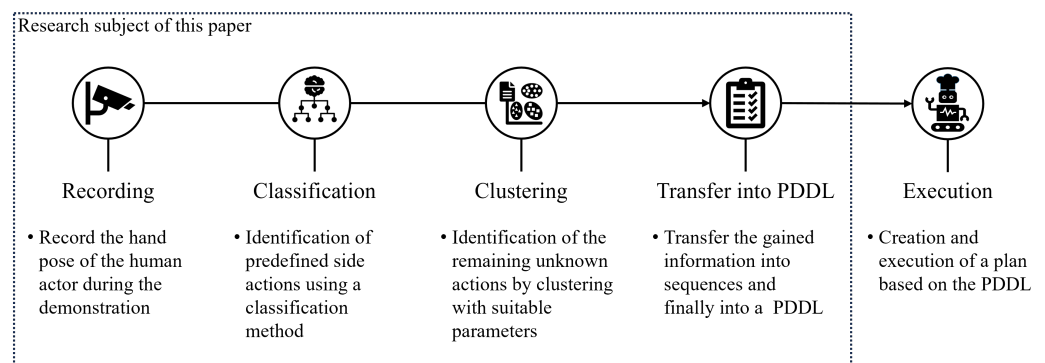 Research subject of this paper
Recording
Classification
Clustering
Transfer into PDDL
Execution
• Record the hand
pose of the human
actor during the
demonstration
• Identification of
predefined side
actions using a
classification
method
• Identification of the
remaining unknown
actions by clustering
with suitable
parameters
• Transfer the gained
information into
sequences and
finally into a PDDL
• Creation and
execution of a plan
based on the PDDL